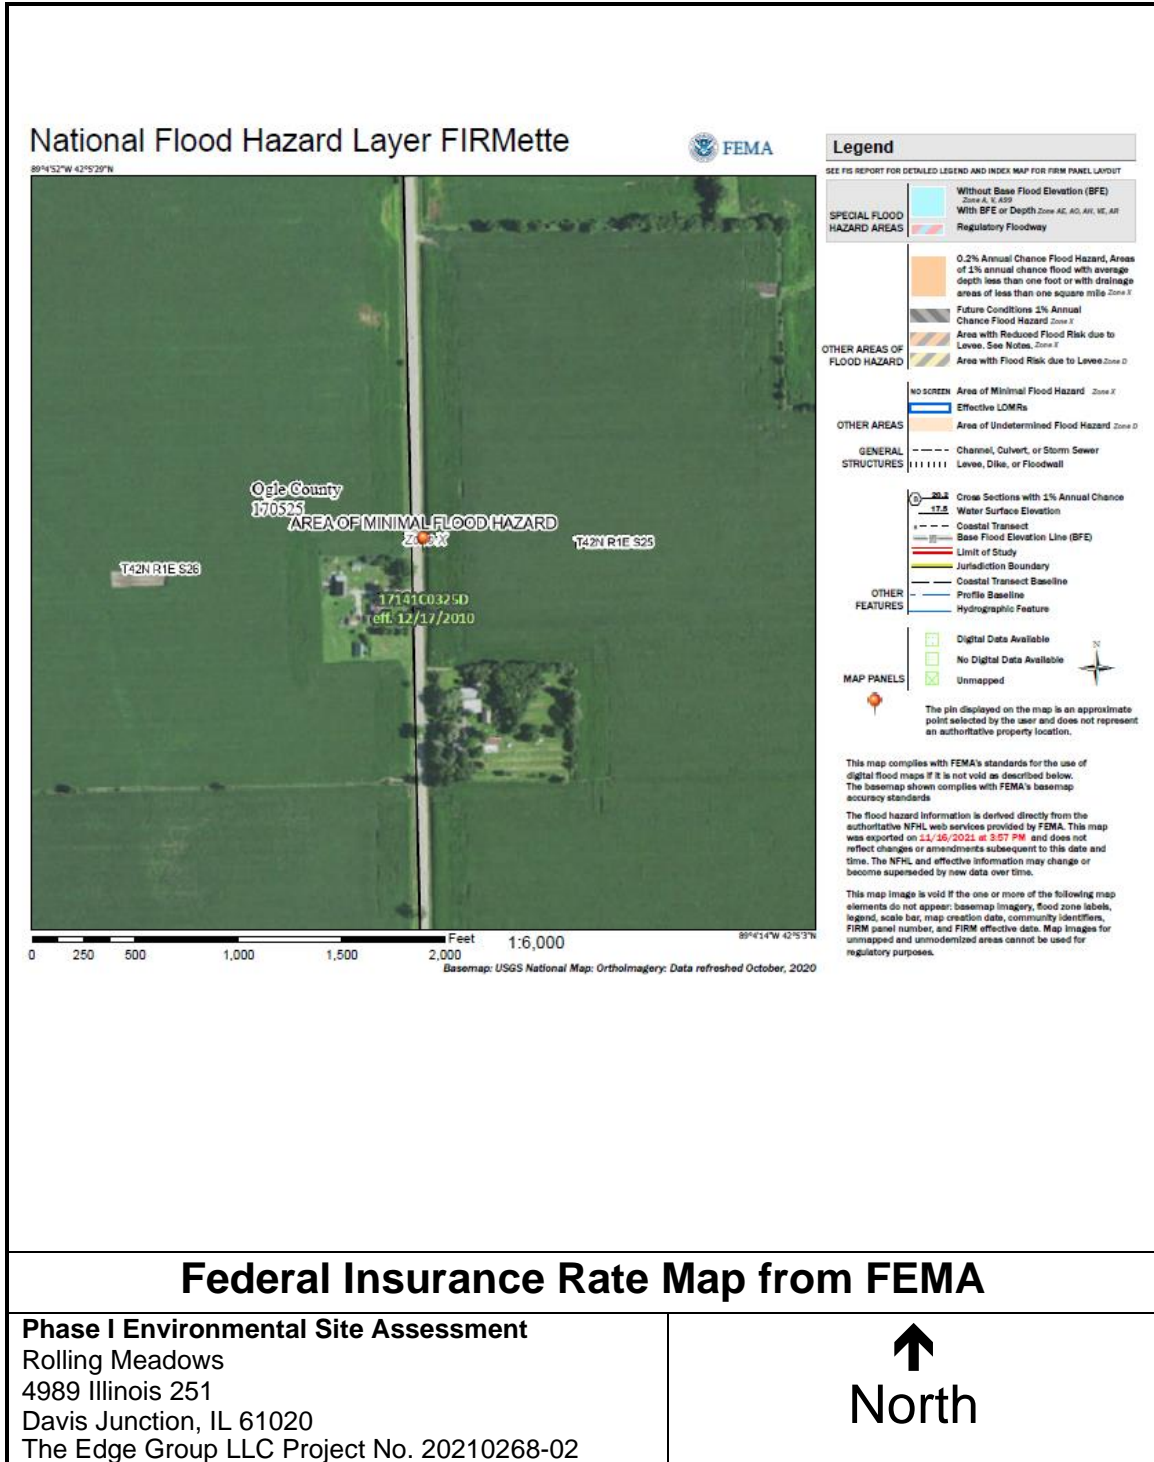 National Flood Hazard Layer FIRMette
FEMA
89°4'52"W 42°5'29"N
Ogle County
170525
AREA OF MINIMAL FLOOD HAZARD
Zone X
T42N R1E S25
T42N R1E S26
17141C0325D
eff. 12/17/2010
Feet
1:6,000
89°4'14"W 42°5'3"N
0 250 500 1,000 1,500 2,000
Basemap: USGS National Map: Orthoimagery: Data refreshed October, 2020
Legend
SEE FIS REPORT FOR DETAILED LEGEND AND INDEX MAP FOR FIRM PANEL LAYOUT
SPECIAL FLOOD
HAZARD AREAS
Without Base Flood Elevation (BFE)
Zone A, V, A99
With BFE or Depth Zone AE, AO, AH, VE, AR
Regulatory Floodway
0.2% Annual Chance Flood Hazard, Areas
of 1% annual chance flood with average
depth less than one foot or with drainage
areas of less than one square mile Zone X
Future Conditions 1% Annual
Chance Flood Hazard Zone X
Area with Reduced Flood Risk due to
Levee. See Notes. Zone X
Area with Flood Risk due to Levee Zone D
OTHER AREAS OF
FLOOD HAZARD
NO SCREEN Area of Minimal Flood Hazard Zone X
Effective LOMRs
Area of Undetermined Flood Hazard Zone D
OTHER AREAS
GENERAL
STRUCTURES
Channel, Culvert, or Storm Sewer
Levee, Dike, or Floodwall
B 20.2 Cross Sections with 1% Annual Chance
17.5 Water Surface Elevation
8 Coastal Transect
Base Flood Elevation Line (BFE)
Limit of Study
Jurisdiction Boundary
Coastal Transect Baseline
Profile Baseline
Hydrographic Feature
OTHER
FEATURES
Digital Data Available
No Digital Data Available
Unmapped
MAP PANELS
N
The pin displayed on the map is an approximate
point selected by the user and does not represent
an authoritative property location.
This map complies with FEMA's standards for the use of
digital flood maps if it is not void as described below.
The basemap shown complies with FEMA's basemap
accuracy standards
The flood hazard information is derived directly from the
authoritative NFHL web services provided by FEMA. This map
was exported on 11/16/2021 at 3:57 PM and does not
reflect changes or amendments subsequent to this date and
time. The NFHL and effective information may change or
become superseded by new data over time.
This map image is void if the one or more of the following map
elements do not appear: basemap imagery, flood zone labels,
legend, scale bar, map creation date, community identifiers,
FIRM panel number, and FIRM effective date. Map images for
unmapped and unmodernized areas cannot be used for
regulatory purposes.
Federal Insurance Rate Map from FEMA
Phase I Environmental Site Assessment
Rolling Meadows
4989 Illinois 251
Davis Junction, IL 61020
The Edge Group LLC Project No. 20210268-02
North